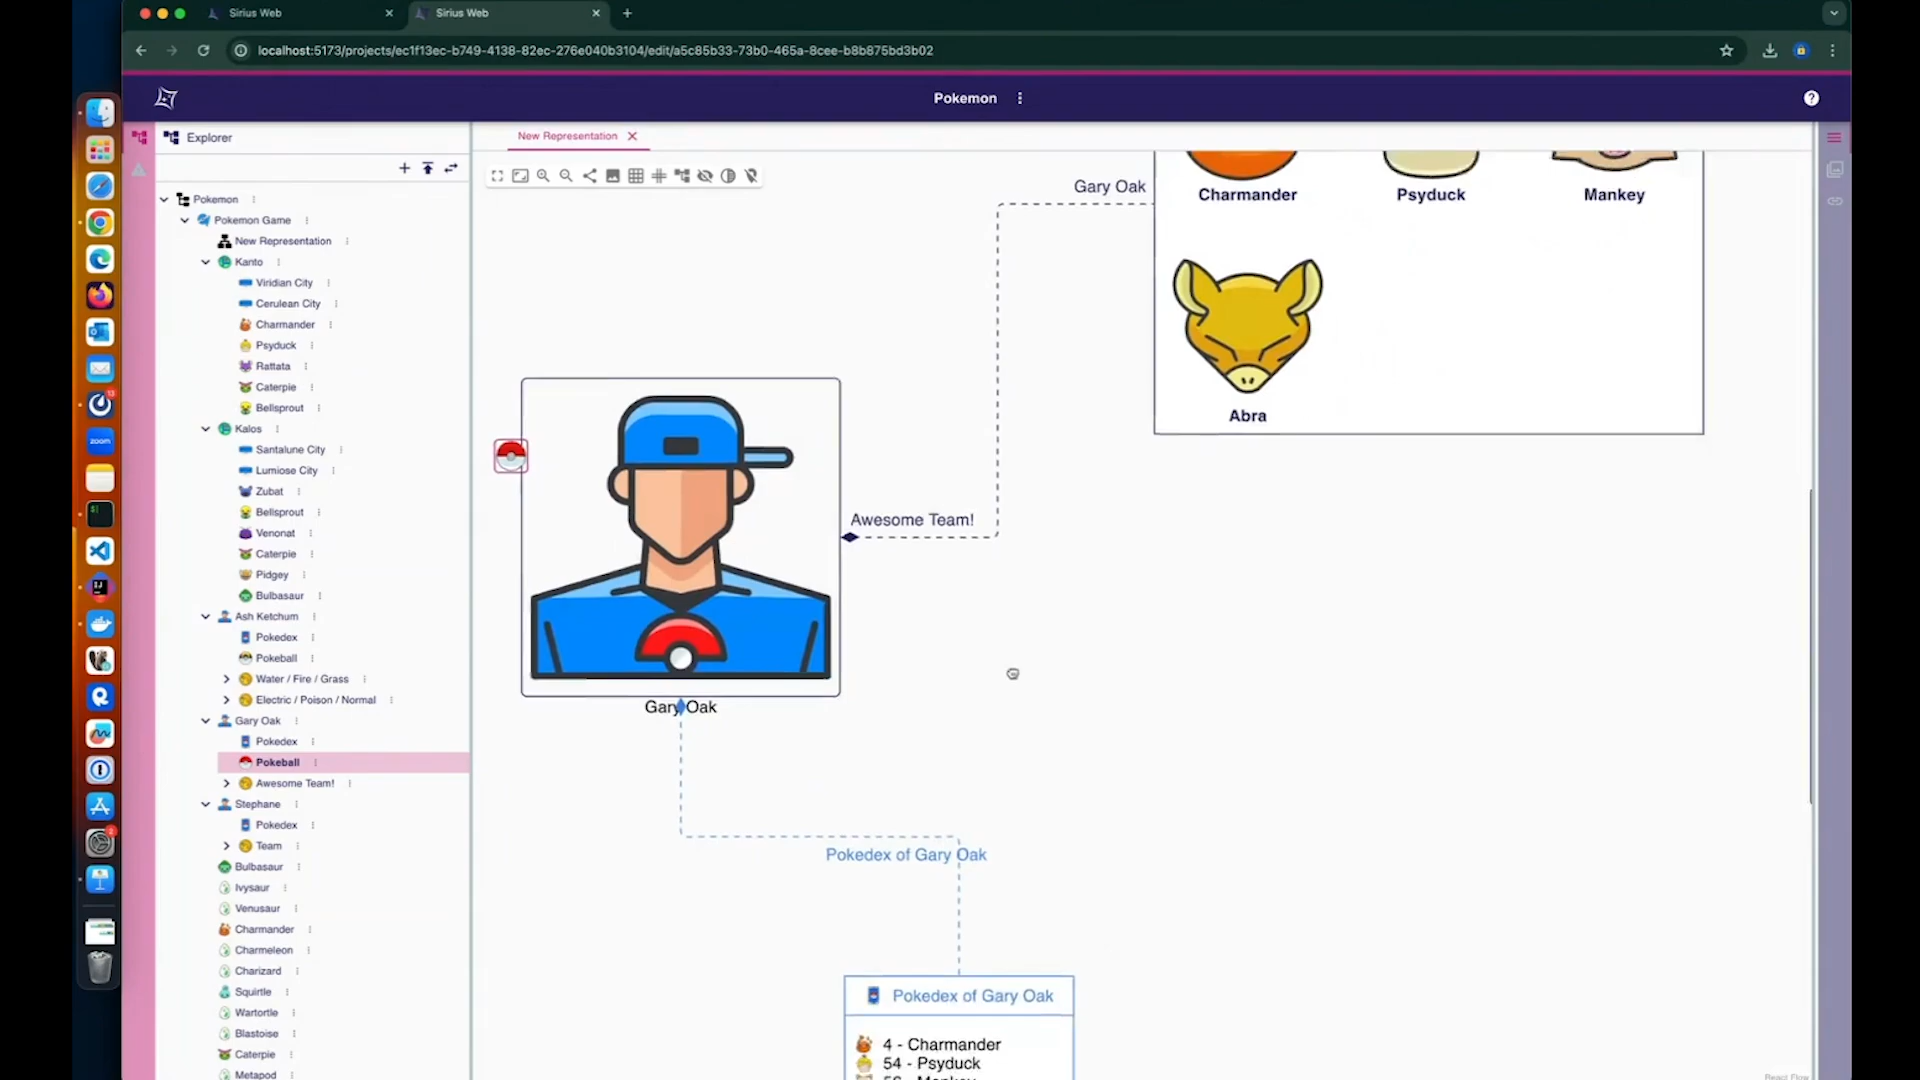 Sirius Web
Sirius Web
localhost:5173/projects/ec1f13ec-b749-4138-82ec-276e040b3104/edit/a5c85b33-73b0-465a-8cee-b8b875bd3b02
Pokemon
Explorer
New Representation
Pokemon
Pokemon Game
New Representation
Kanto
Viridian City
Cerulean City
Charmander
Psyduck
Rattata
Caterpie
Bellsprout
Kalos
Santalune City
Lumiose City
Zubat
Bellsprout
Venonat
Caterpie
Pidgey
Bulbasaur
Ash Ketchum
Pokedex
Pokeball
Water / Fire / Grass
Electric / Poison / Normal
Gary Oak
Pokedex
Pokeball
Awesome Team!
Stephane
Pokedex
Team
Bulbasaur
Ivysaur
Venusaur
Charmander
Charmeleon
Charizard
Squirtle
Wartortle
Blastoise
Caterpie
Metapod
Gary Oak
Charmander
Psyduck
Mankey
Abra
Awesome Team!
Gary Oak
Pokedex of Gary Oak
Pokedex of Gary Oak
4 - Charmander
54 - Psyduck
56 - Mankey
React Flow
zoom